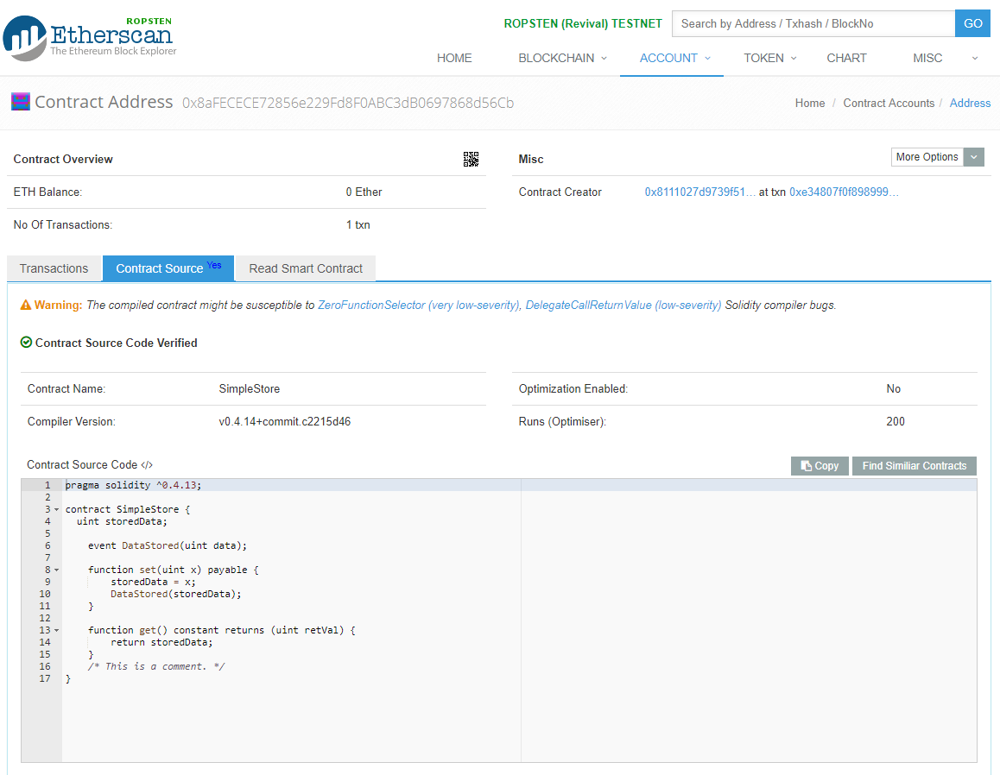 ROPSTEN
Etherscan
The Ethereum Block Explorer
ROPSTEN (Revival) TESTNET
Search by Address / Txhash / BlockNo
GO
HOME BLOCKCHAIN ACCOUNT TOKEN CHART MISC
Contract Address 0x8aFECECE72856e229Fd8F0ABC3dB0697868d56Cb
Home / Contract Accounts / Address
Contract Overview
ETH Balance: 0 Ether
No Of Transactions: 1 txn
Misc
More Options
Contract Creator 0x8111027d9739f51... at txn 0xe34807f0f898999...
Transactions Contract Source Yes Read Smart Contract
Warning: The compiled contract might be susceptible to ZeroFunctionSelector (very low-severity), DelegateCallReturnValue (low-severity) Solidity compiler bugs.
Contract Source Code Verified
Contract Name: SimpleStore
Compiler Version: v0.4.14+commit.c2215d46
Optimization Enabled: No
Runs (Optimiser): 200
Contract Source Code </>
Copy Find Similiar Contracts
1 pragma solidity ^0.4.13;
2
3 contract SimpleStore {
4 uint storedData;
5
6 event DataStored(uint data);
7
8 function set(uint x) payable {
9 storedData = x;
10 DataStored(storedData);
11 }
12
13 function get() constant returns (uint retVal) {
14 return storedData;
15 }
16 /* This is a comment. */
17 }